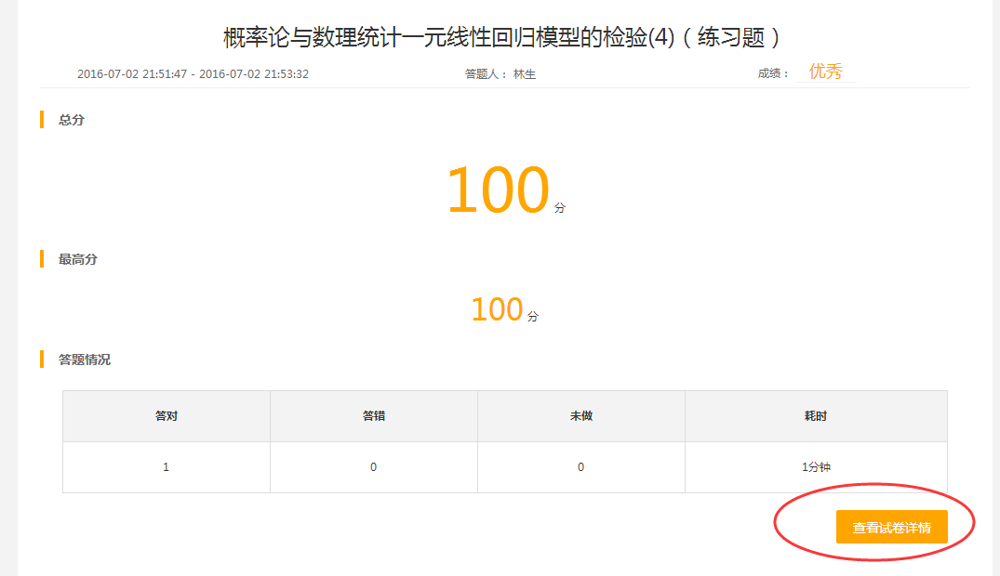 概率论与数理统计一元线性回归模型的检验(4)（练习题）
2016-07-02 21:51:47 - 2016-07-02 21:53:32 答题人： 林生 成绩： 优秀
总分
100 分
最高分
100 分
答题情况
答对 答错 未做 耗时
1 0 0 1分钟
查看试卷详情